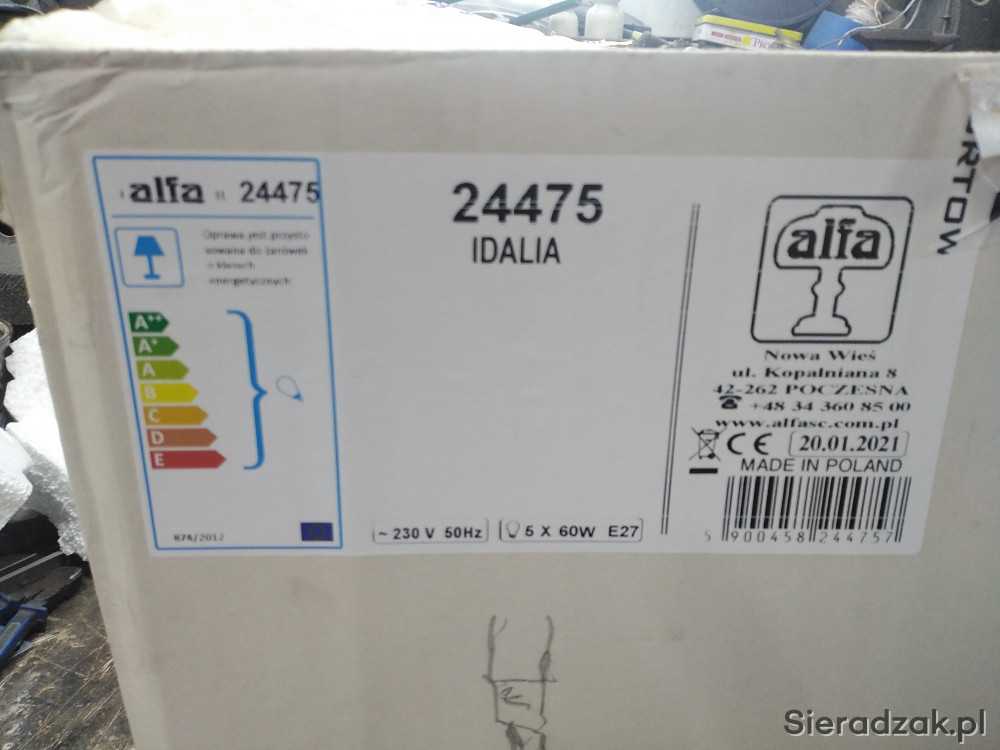 alfa 24475
Oprawa jest przysto
sowana do żarówek
o klasach
energetycznych
A++
A+
A
B
C
D
E
874/2012
24475
IDALIA
~ 230 V 50Hz
5 X 60W E27
alfa
Nowa Wieś
ul. Kopalniana 8
42-262 POCZESNA
+48 34 360 85 00
www.alfasc.com.pl
CE 20.01.2021
MADE IN POLAND
5 900458 244757
Sieradzak.pl